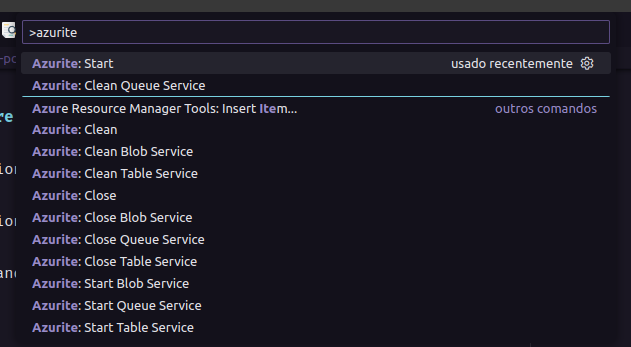 >azurite
Azurite: Start usado recentemente
Azurite: Clean Queue Service
Azure Resource Manager Tools: Insert Item... outros comandos
Azurite: Clean
Azurite: Clean Blob Service
Azurite: Clean Table Service
Azurite: Close
Azurite: Close Blob Service
Azurite: Close Queue Service
Azurite: Close Table Service
Azurite: Start Blob Service
Azurite: Start Queue Service
Azurite: Start Table Service